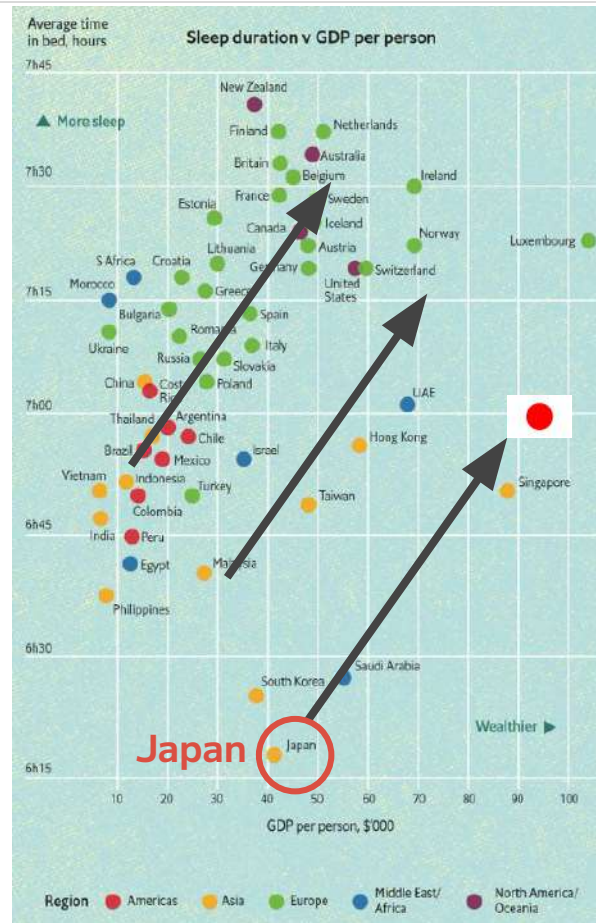 Average time
in bed, hours
Sleep duration v GDP per person
7h45
New Zealand
▲ More sleep
Finland
Netherlands
Britain
Australia
Belgium
7h30
Ireland
France
Sweden
Estonia
Canada
Iceland
Lithuania
Austria
Norway
Luxembourg
S Africa
Croatia
Germany
Switzerland
Morocco
Greece
United
States
7h15
Bulgaria
Spain
Ukraine
Romania
Italy
Russia
Slovakia
China
Costa
Rica
Poland
UAE
7h00
Thailand
Argentina
Chile
Hong Kong
Brazil
Mexico
Israel
Vietnam
Indonesia
Turkey
Singapore
Colombia
Taiwan
6h45
India
Peru
Egypt
Malaysia
Philippines
6h30
Saudi Arabia
South Korea
Wealthier ►
Japan
Japan
6h15
10 20 30 40 50 60 70 80 90 100
GDP per person, $'000
Region Americas Asia Europe Middle East/
Africa North America/
Oceania